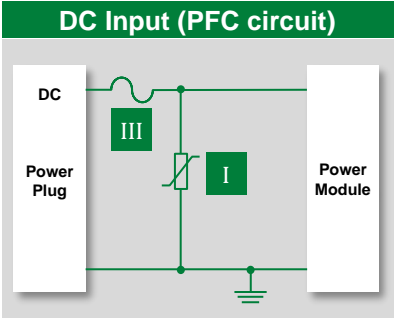 DC Input (PFC circuit)
DC
III
Power
Plug
I
Power
Module